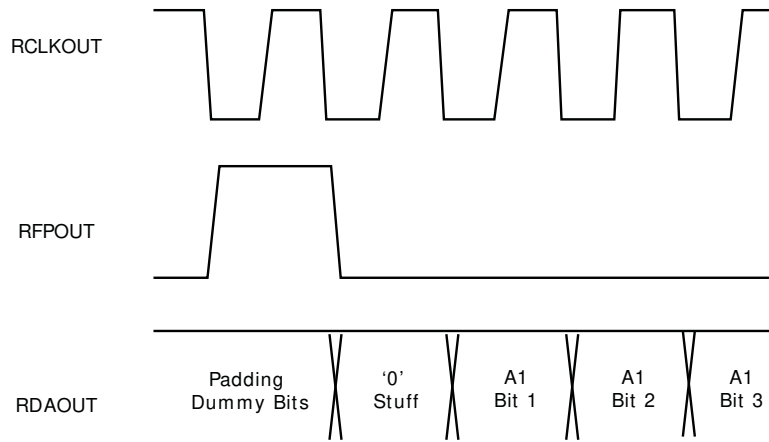 RCLKOUT
RFPOUT
RDAOUT
Padding
Dummy Bits
‘0’
Stuff
A1
Bit 1
A1
Bit 2
A1
Bit 3